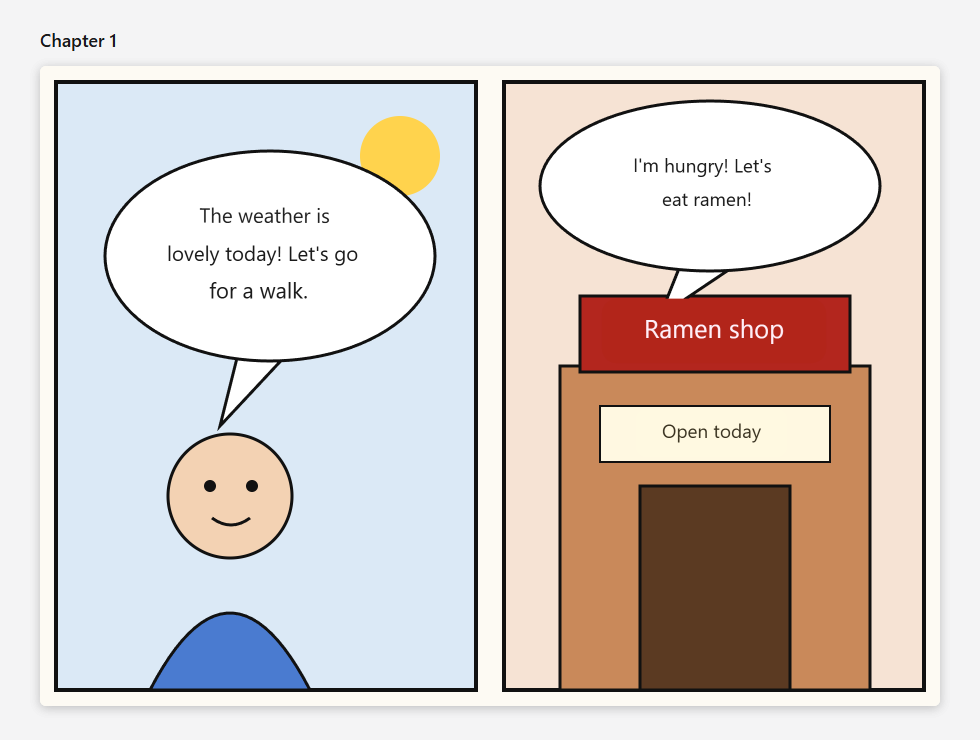 Chapter 1
The weather is
lovely today! Let's go
for a walk.
I'm hungry! Let's
eat ramen!
Ramen shop
Open today